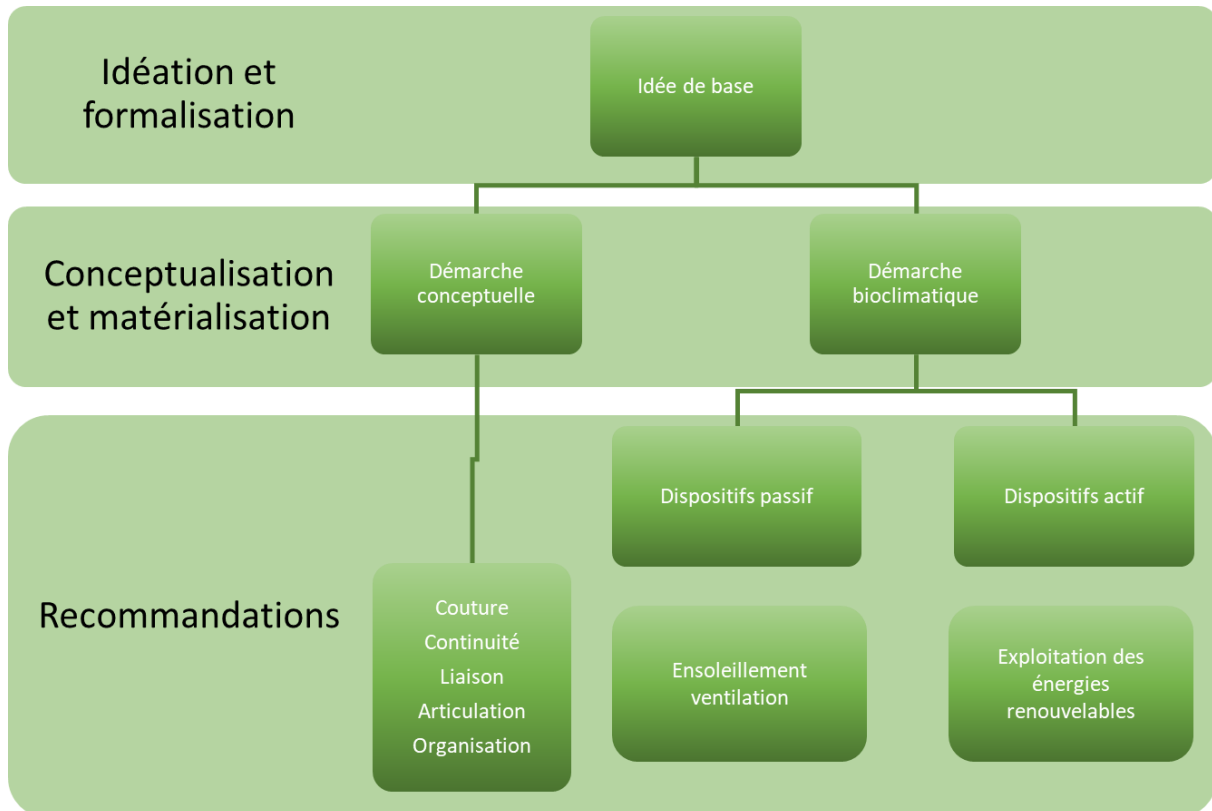 Idéation et
formalisation
Idée de base
Conceptualisation
et matérialisation
Démarche
conceptuelle
Démarche
bioclimatique
Recommandations
Couture
Continuité
Liaison
Articulation
Organisation
Dispositifs passif
Dispositifs actif
Ensoleillement
ventilation
Exploitation des
énergies
renouvelables